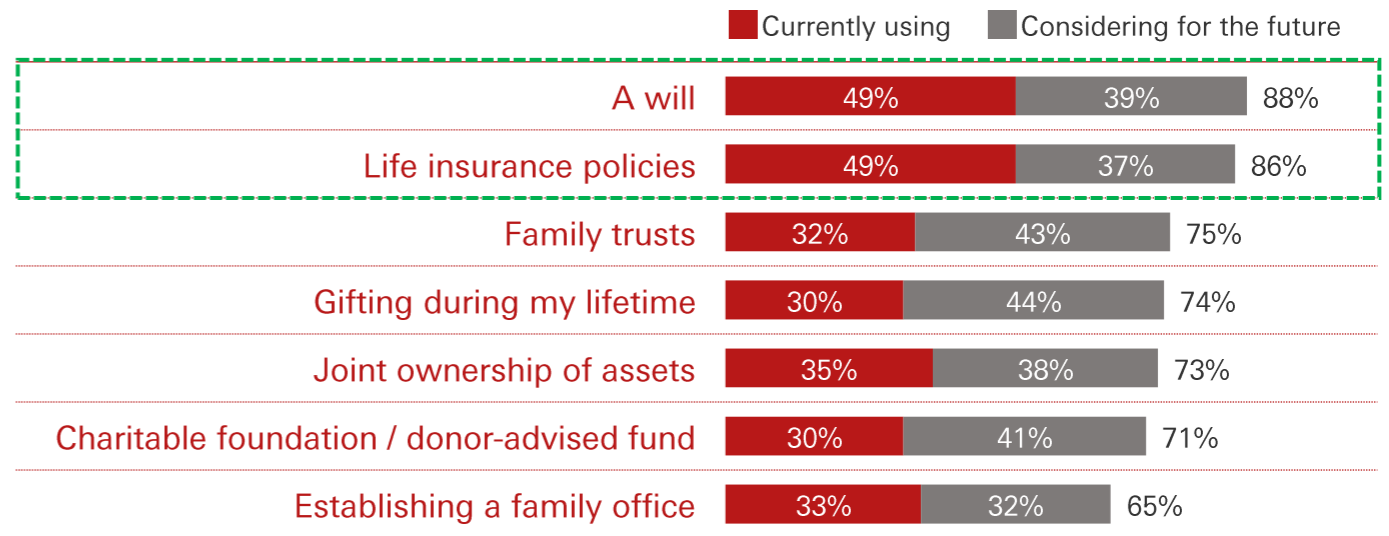 Currently using Considering for the future
A will 49% 39% 88%
Life insurance policies 49% 37% 86%
Family trusts 32% 43% 75%
Gifting during my lifetime 30% 44% 74%
Joint ownership of assets 35% 38% 73%
Charitable foundation / donor-advised fund 30% 41% 71%
Establishing a family office 33% 32% 65%